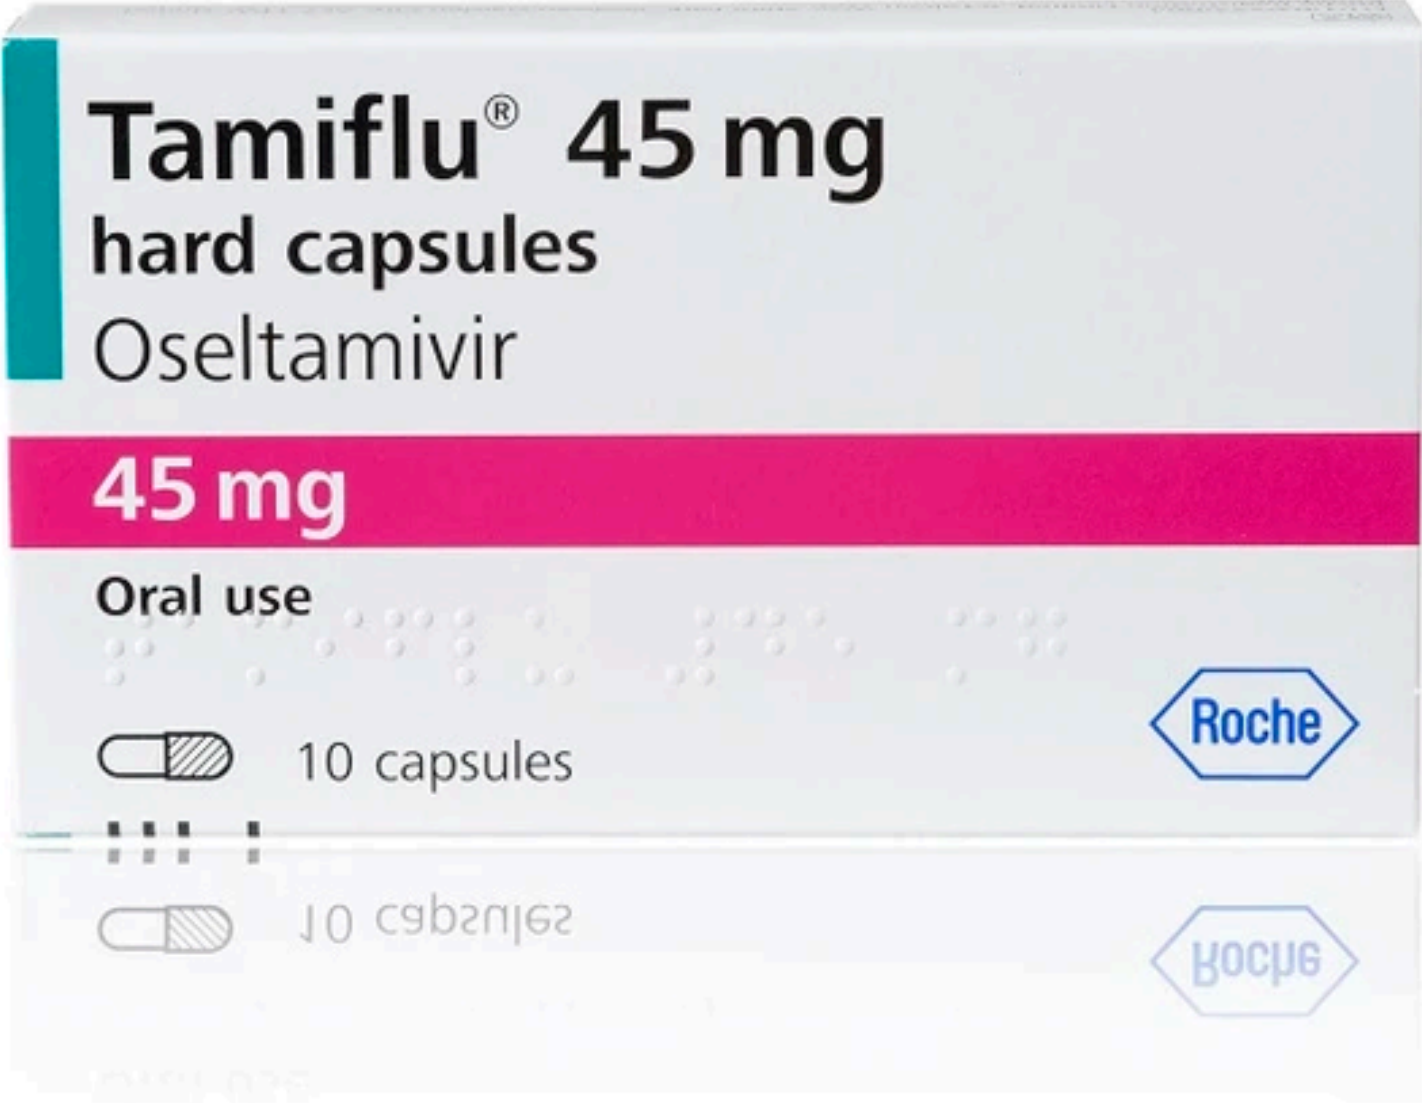 Tamiflu® 45 mg
hard capsules
Oseltamivir
45 mg
Oral use
10 capsules
Roche